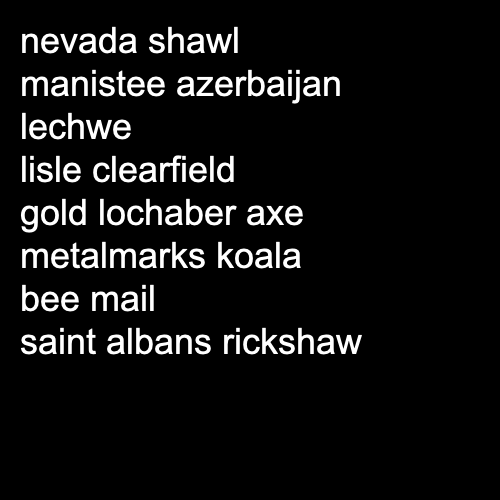 nevada shawl
manistee azerbaijan
lechwe
lisle clearfield
gold lochaber axe
metalmarks koala
bee mail
saint albans rickshaw